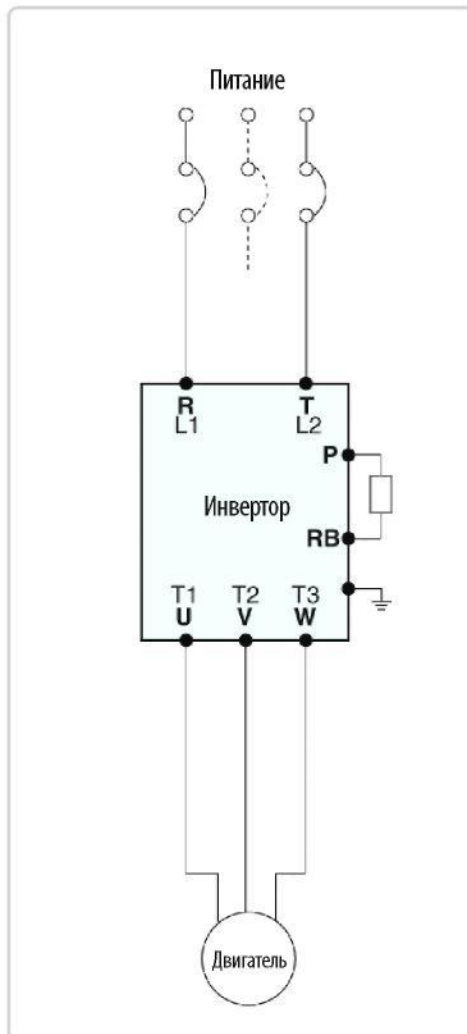 Питание
R T
L1 L2
P
Инвертор
RB
T1 T2 T3
U V W
Двигатель